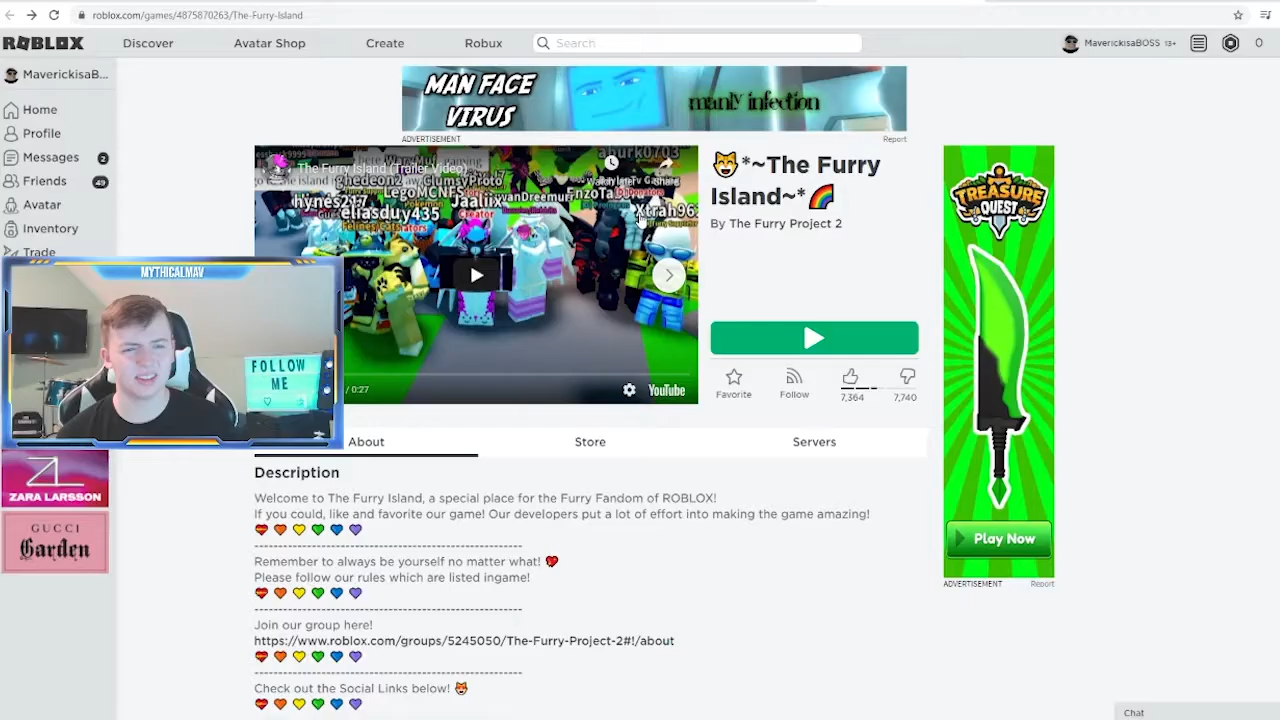 roblox.com/games/4875870263/The-Furry-Island
ROBLOX
Discover
Avatar Shop
Create
Robux
Search
MaverickisaBOSS 13+
0
MaverickisaB...
Home
Profile
Messages
2
Friends
49
Avatar
Inventory
Trade
MAN FACE
VIRUS
manly infection
ADVERTISEMENT
Report
The Furry Island (Trailer Video)
aburk0703
hynes217
LegoMCNFS
ClumsyProto
Jaaliix
Creator
eliasduy435
Xtrah96
/ 0:27
YouTube
😺*~The Furry
Island~*🌈
By The Furry Project 2
Favorite
Follow
7,364
7,740
TREASURE
QUEST
Play Now
ADVERTISEMENT
Report
MYTHICALMAV
FOLLOW
ME
ZARA LARSSON
GUCCI
Garden
About
Store
Servers
Description
Welcome to The Furry Island, a special place for the Furry Fandom of ROBLOX!
If you could, like and favorite our game! Our developers put a lot of effort into making the game amazing!
❤️🧡💛💚💙💜
------------------------------------------------------
Remember to always be yourself no matter what! ❤️
Please follow our rules which are listed ingame!
❤️🧡💛💚💙💜
------------------------------------------------------
Join our group here!
https://www.roblox.com/groups/5245050/The-Furry-Project-2#!/about
❤️🧡💛💚💙💜
------------------------------------------------------
Check out the Social Links below! 😺
❤️🧡💛💚💙💜
Chat